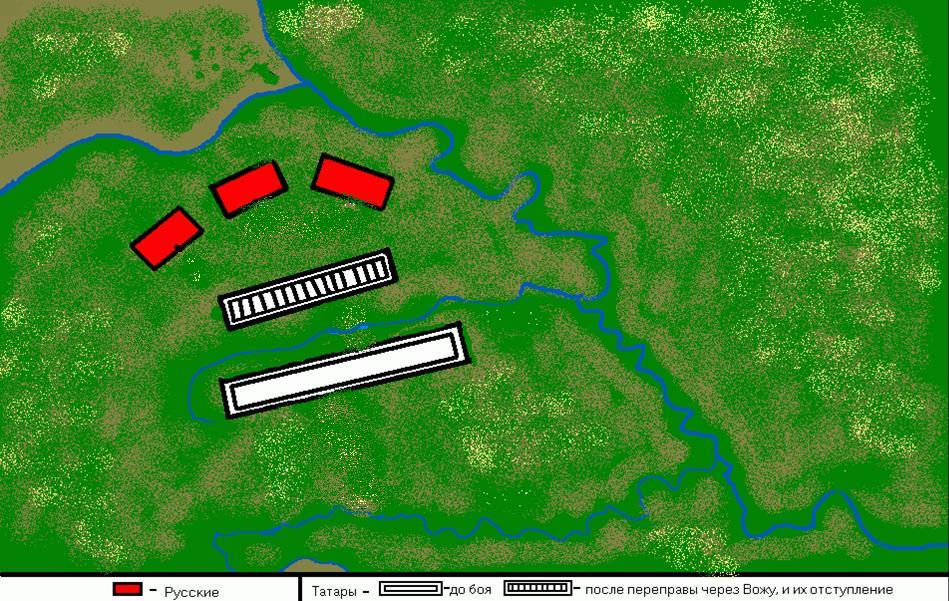 - Русские Татары - -до боя - после переправы через Вожу, и их отступление